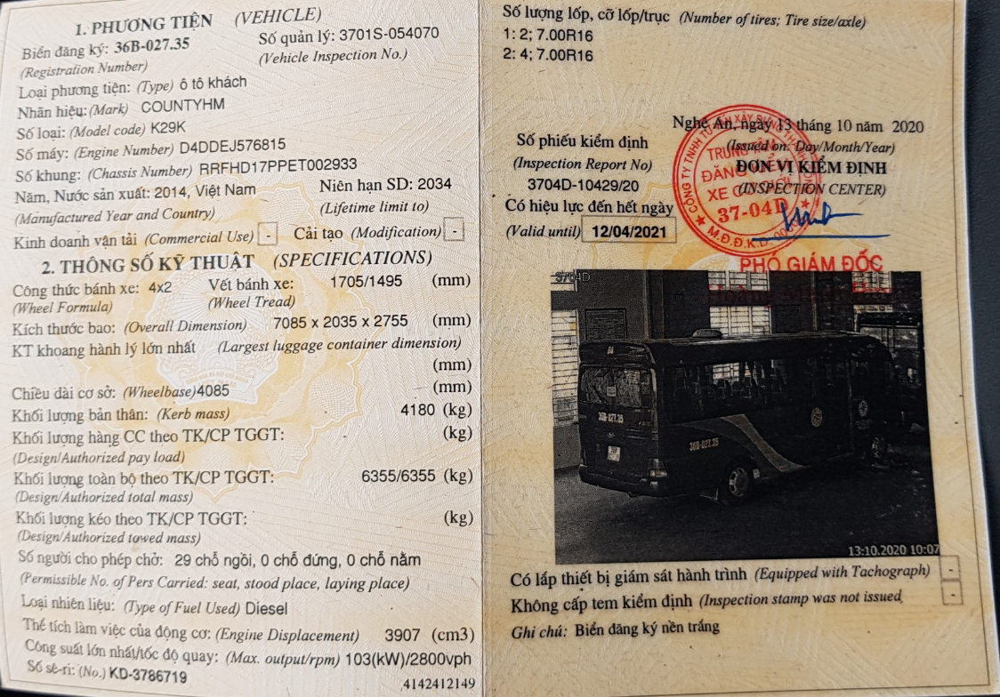 1. PHƯƠNG TIỆN (VEHICLE)
Biển đăng ký: 36B-027.35 Số quản lý: 3701S-054070
(Registration Number) (Vehicle Inspection No.)
Loại phương tiện: (Type) ô tô khách
Nhãn hiệu: (Mark) COUNTYHM
Số loại: (Model code) K29K
Số máy: (Engine Number) D4DDEJ576815
Số khung: (Chassis Number) RRFHD17PPET002933
Năm, Nước sản xuất: 2014, Việt Nam Niên hạn SD: 2034
(Manufactured Year and Country) (Lifetime limit to)
Kinh doanh vận tải (Commercial Use) - Cải tạo (Modification) -
2. THÔNG SỐ KỸ THUẬT (SPECIFICATIONS)
Công thức bánh xe: 4x2 Vết bánh xe: 1705/1495 (mm)
(Wheel Formula) (Wheel Tread)
Kích thước bao: (Overall Dimension) 7085 x 2035 x 2755 (mm)
KT khoang hành lý lớn nhất (Largest luggage container dimension)
(mm)
Chiều dài cơ sở: (Wheelbase)4085 (mm)
Khối lượng bản thân: (Kerb mass) 4180 (kg)
Khối lượng hàng CC theo TK/CP TGGT: (kg)
(Design/Authorized pay load)
Khối lượng toàn bộ theo TK/CP TGGT: 6355/6355 (kg)
(Design/Authorized total mass)
Khối lượng kéo theo TK/CP TGGT: (kg)
(Design/Authorized towed mass)
Số người cho phép chở: 29 chỗ ngồi, 0 chỗ đứng, 0 chỗ nằm
(Permissible No. of Pers Carried: seat, stood place, laying place)
Loại nhiên liệu: (Type of Fuel Used) Diesel
Thể tích làm việc của động cơ: (Engine Displacement) 3907 (cm3)
Công suất lớn nhất/tốc độ quay: (Max. output/rpm) 103(kW)/2800vph
Số sê-ri: (No.) KD-3786719
4142412149
Số lượng lốp, cỡ lốp/trục (Number of tires; Tire size/axle)
1: 2; 7.00R16
2: 4; 7.00R16
Nghệ An, ngày 13 tháng 10 năm 2020
(Issued on: Day/Month/Year)
Số phiếu kiểm định ĐƠN VỊ KIỂM ĐỊNH
(Inspection Report No) (INSPECTION CENTER)
3704D-10429/20
Có hiệu lực đến hết ngày
(Valid until) 12/04/2021
TRUNG TÂM
ĐĂNG KIỂM
XE CƠ GIỚI
37-04D
PHÓ GIÁM ĐỐC
3704D
36B-027.35
36B-027.35
13.10.2020 10:07
Có lắp thiết bị giám sát hành trình (Equipped with Tachograph) -
Không cấp tem kiểm định (Inspection stamp was not issued -
Ghi chú: Biển đăng ký nền trắng